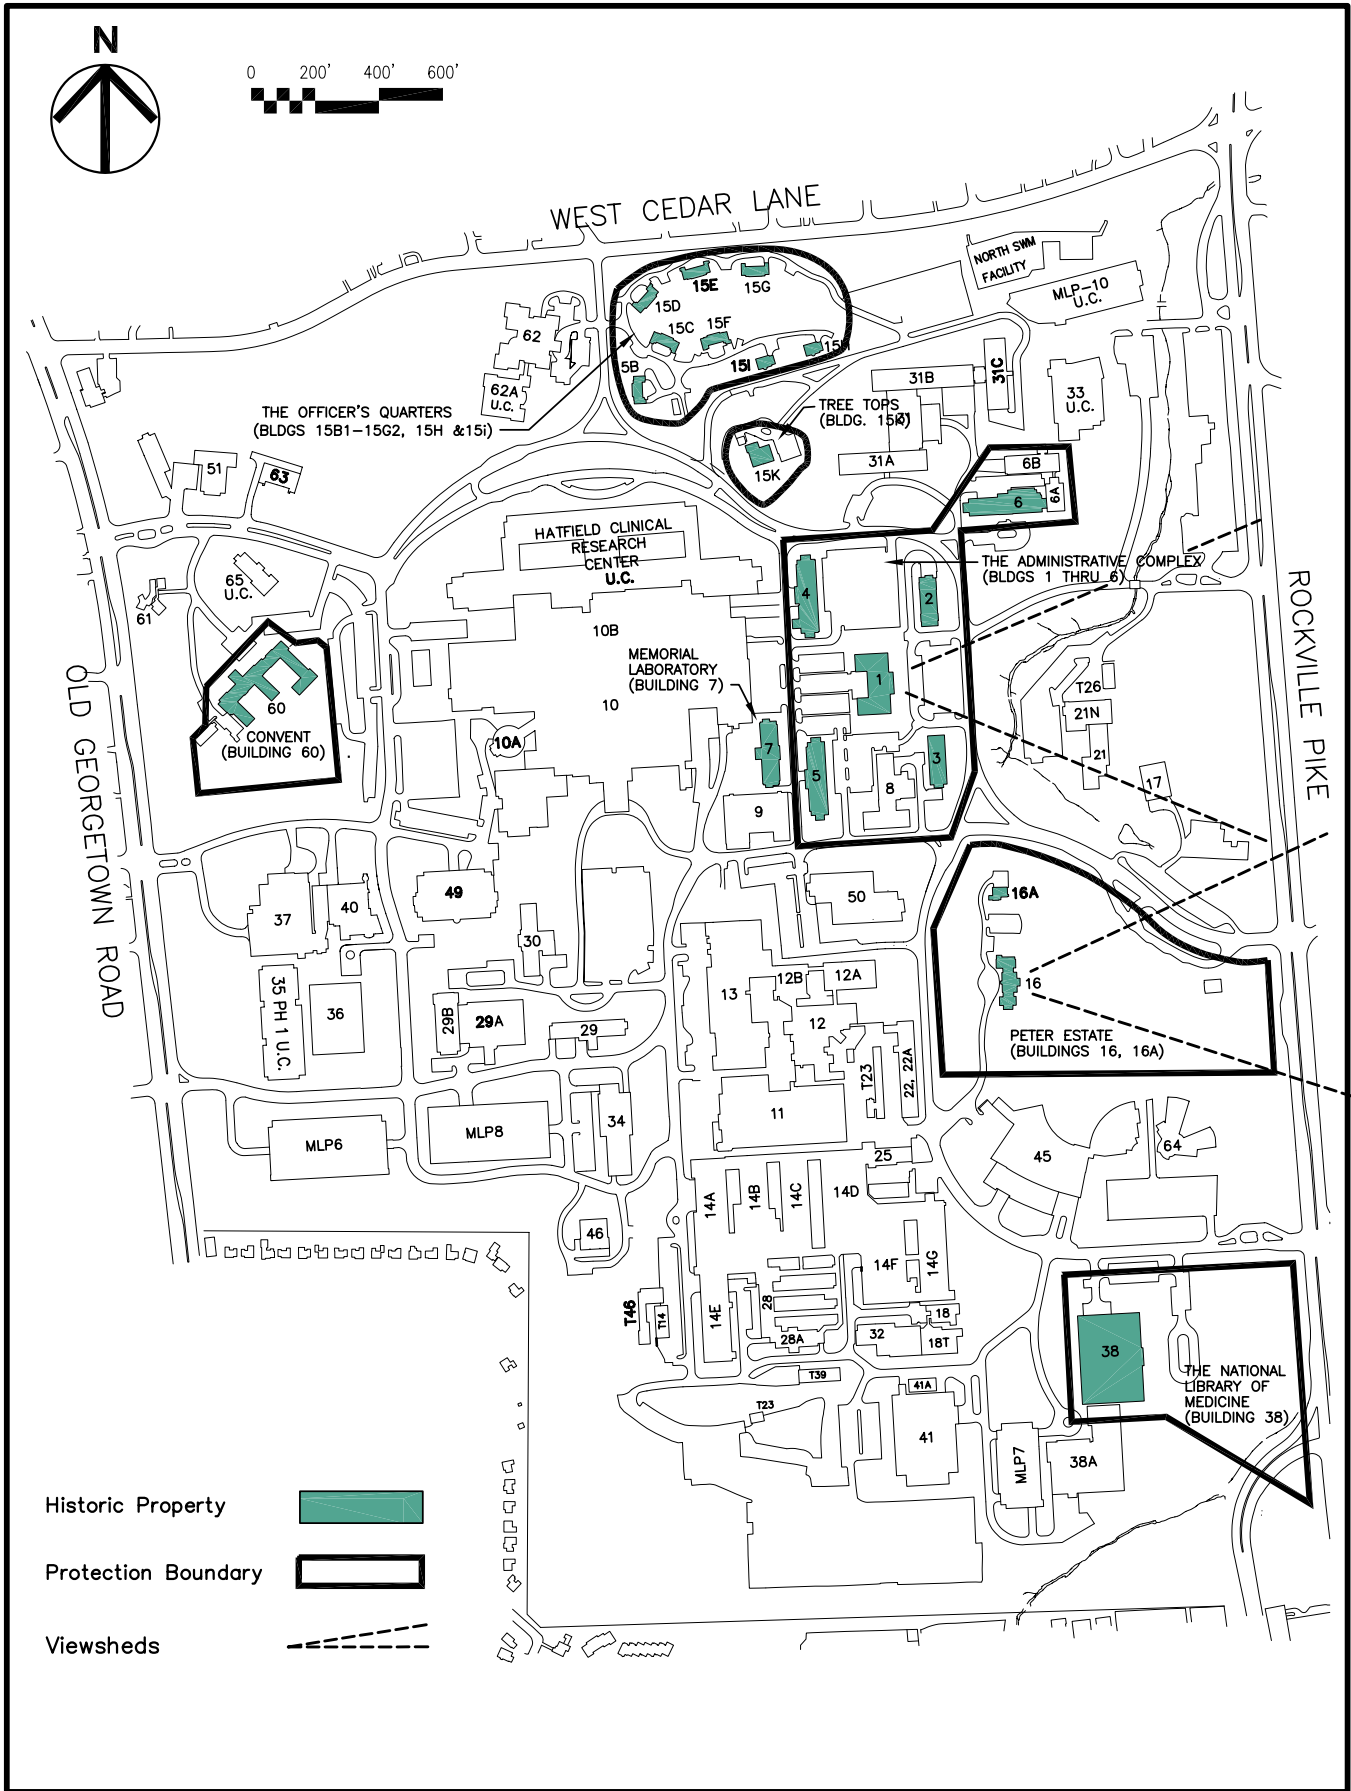 N
0 200' 400' 600'
WEST CEDAR LANE
NORTH SWM
FACILITY
MLP-10
U.C.
15E
15G
15D
15C
15F
15I
5B
62
62A
U.C.
31B
31C
33
U.C.
THE OFFICER'S QUARTERS
(BLDGS 15B1-15G2, 15H &15i)
TREE TOPS
(BLDG. 15K)
31
15K
31A
6B
6A
6
51
63
HATFIELD CLINICAL
RESEARCH
CENTER
U.C.
THE ADMINISTRATIVE COMPLEX
(BLDGS 1 THRU 6)
65
U.C.
61
4
2
10B
MEMORIAL
LABORATORY
(BUILDING 7)
1
ROCKVILLE PIKE
OLD GEORGETOWN ROAD
60
CONVENT
(BUILDING 60)
10
10A
7
5
3
8
9
T26
21N
21
17
37
40
49
30
50
16A
16
35 PH 1 U.C.
36
29B
29A
29
13
12B
12A
12
T23
22, 22A
PETER ESTATE
(BUILDINGS 16, 16A)
MLP6
MLP8
34
11
25
45
64
14A
14B
14C
14D
46
14F
14G
T46
T14
14E
28
28A
32
18
18T
38
THE NATIONAL
LIBRARY OF
MEDICINE
(BUILDING 38)
T39
41A
T23
41
MLP7
38A
Historic Property
Protection Boundary
Viewsheds